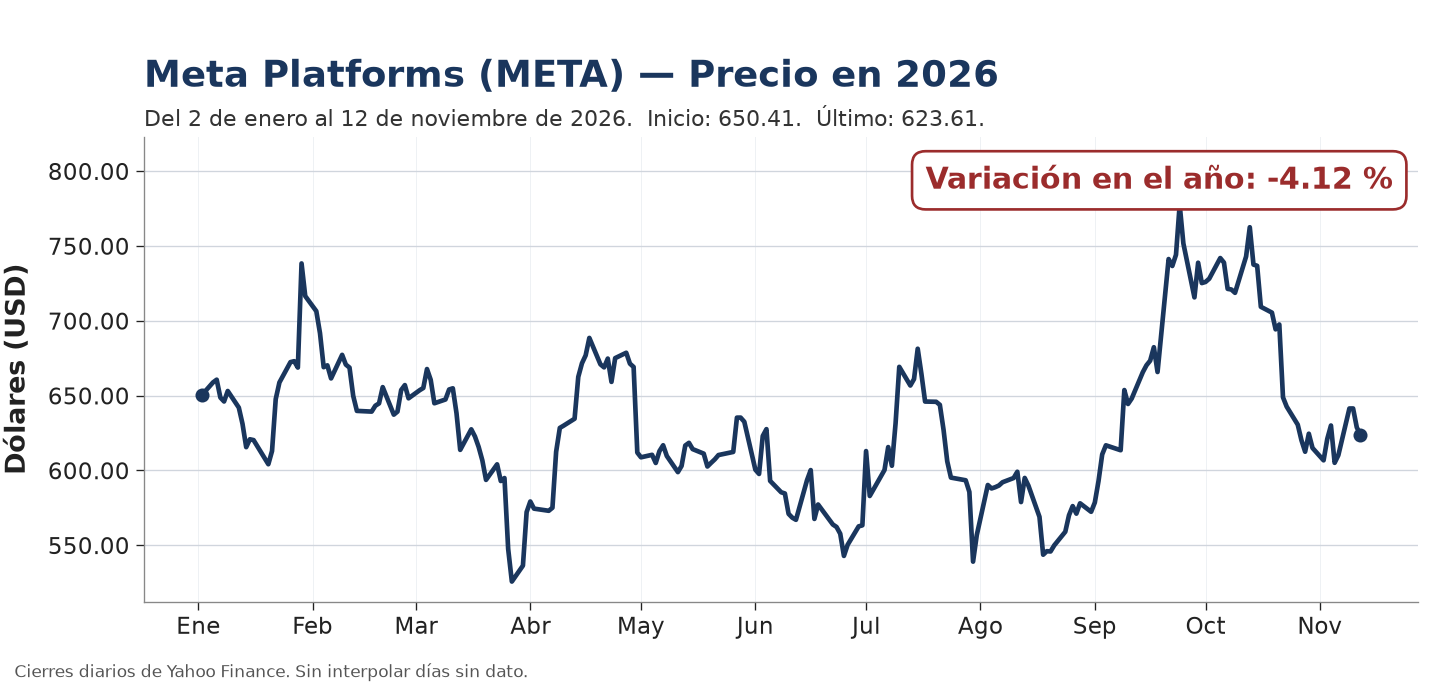 Meta Platforms (META) — Precio en 2026
Del 2 de enero al 12 de noviembre de 2026.  Inicio: 650.41.  Último: 623.61.
Variación en el año: -4.12 %
Dólares (USD)
800.00
750.00
700.00
650.00
600.00
550.00
Ene Feb Mar Abr May Jun Jul Ago Sep Oct Nov
Cierres diarios de Yahoo Finance. Sin interpolar días sin dato.